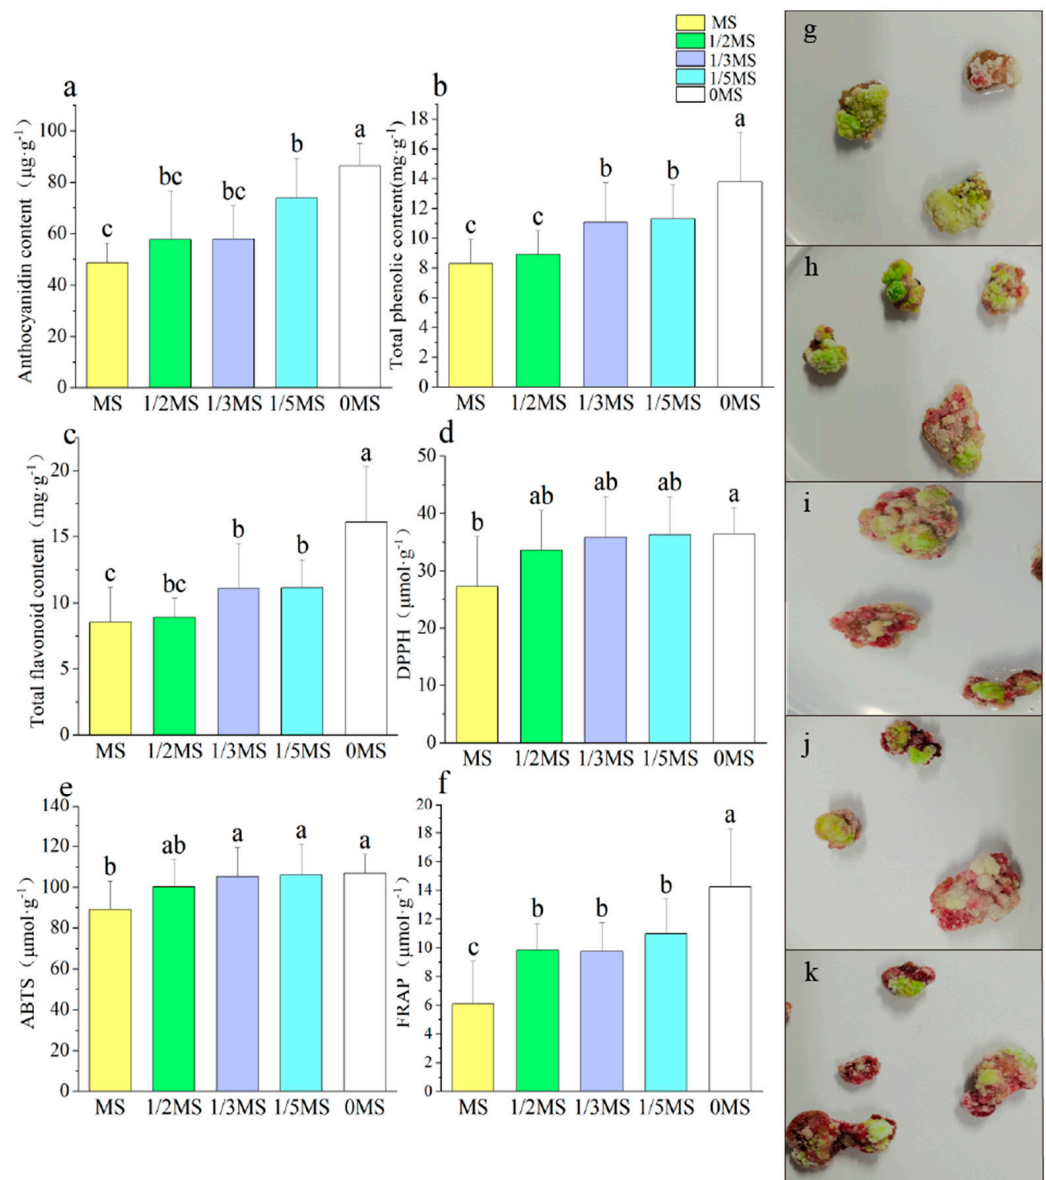 MS
1/2MS
1/3MS
1/5MS
0MS
a
Anthocyanidin content（μg·g⁻¹）
100
80
60
40
20
0
c
bc
bc
b
a
MS 1/2MS 1/3MS 1/5MS 0MS
b
Total phenolic content(mg·g⁻¹)
18
16
14
12
10
8
6
4
2
0
c
c
b
b
a
MS 1/2MS 1/3MS 1/5MS 0MS
c
Total flavonoid content（mg·g⁻¹）
20
15
10
5
0
c
bc
b
b
a
MS 1/2MS 1/3MS 1/5MS 0MS
d
DPPH（μmol·g⁻¹）
50
40
30
20
10
0
b
ab
ab
ab
a
MS 1/2MS 1/3MS 1/5MS 0MS
e
ABTS（μmol·g⁻¹）
140
120
100
80
60
40
20
0
b
ab
a
a
a
MS 1/2MS 1/3MS 1/5MS 0MS
f
FRAP（μmol·g⁻¹）
20
18
16
14
12
10
8
6
4
2
0
c
b
b
b
a
MS 1/2MS 1/3MS 1/5MS 0MS
g
h
i
j
k